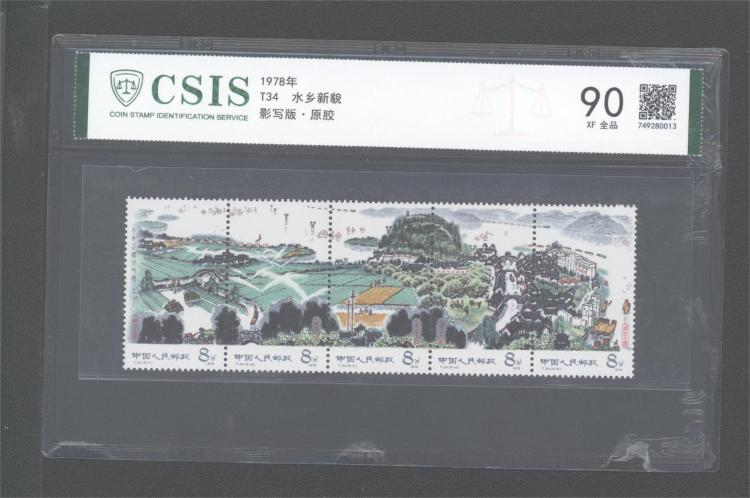 CSIS
COIN STAMP IDENTIFICATION SERVICE
1978年
T34 水乡新貌
影写版·原胶
90
XF 全品
749280013
中国人民邮政 8分
中国人民邮政 8分
中国人民邮政 8分
中国人民邮政 8分
中国人民邮政 8分